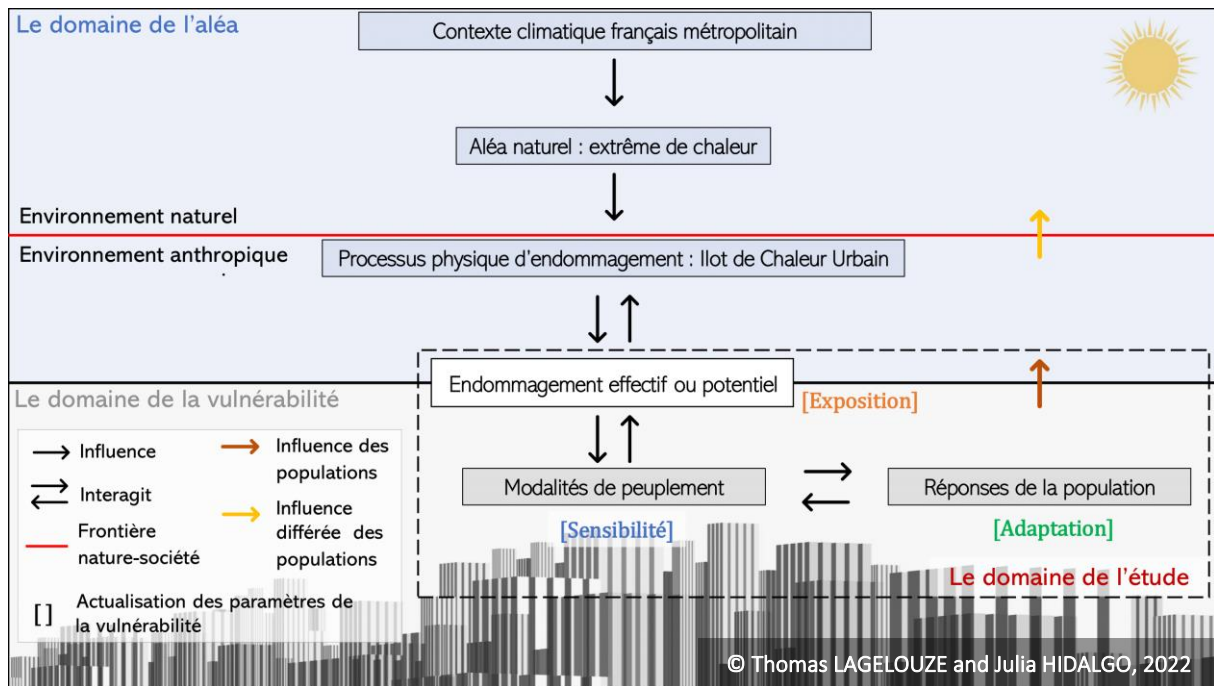 Le domaine de l'aléa
Contexte climatique français métropolitain
Aléa naturel : extrême de chaleur
Environnement naturel
Environnement anthropique
Processus physique d'endommagement : Ilot de Chaleur Urbain
Endommagement effectif ou potentiel
[Exposition]
Le domaine de la vulnérabilité
Influence
Interagit
Frontière
nature-société
[ ] Actualisation des paramètres de
la vulnérabilité
Influence des
populations
Influence
différée des
populations
Modalités de peuplement
[Sensibilité]
Réponses de la population
[Adaptation]
Le domaine de l'étude
© Thomas LAGELOUZE and Julia HIDALGO, 2022